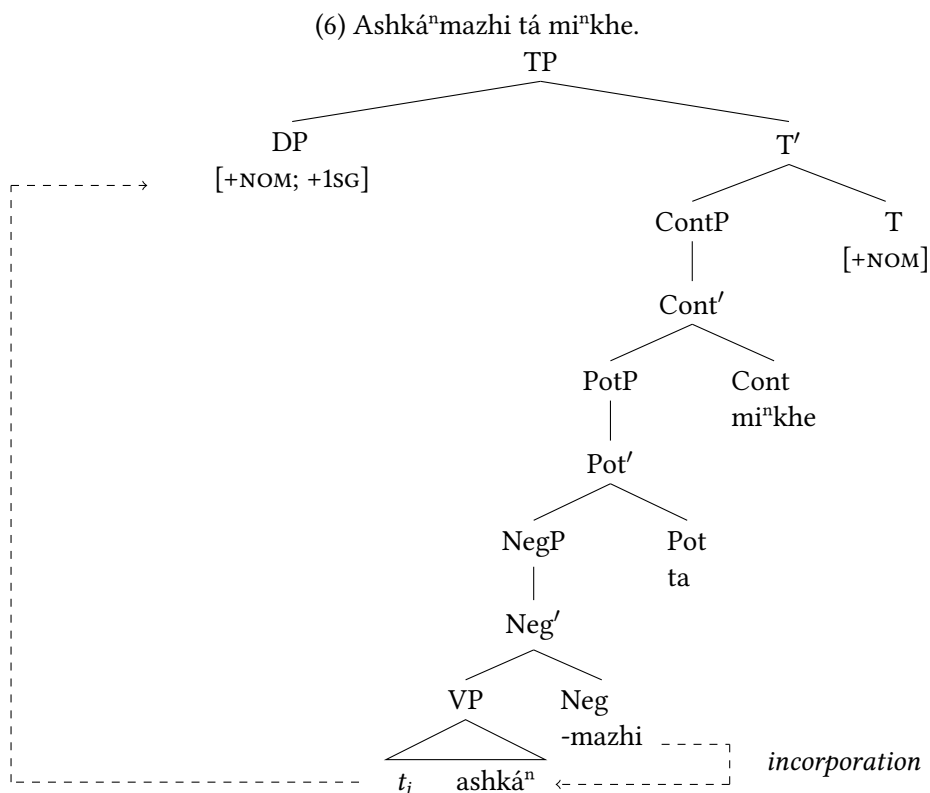 (6) Ashkáⁿmazhi tá miⁿkhe.
TP
DP T′
[+NOM; +1SG]
ContP T
[+NOM]
Cont′
PotP Cont
miⁿkhe
Pot′
NegP Pot
ta
Neg′
VP Neg
-mazhi
incorporation
tᵢ ashkáⁿ